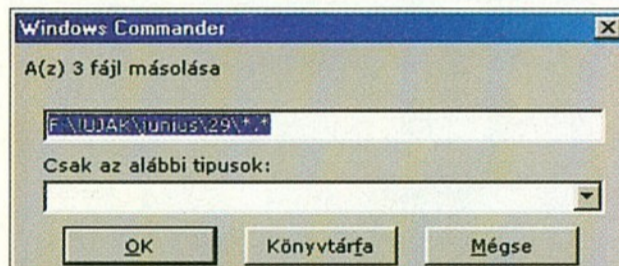 Windows Commander
A(z) 3 fájl másolása
F:\!UJAK\junius\29\*.*
Csak az alábbi tipusok:
OK Könyvtárfa Mégse